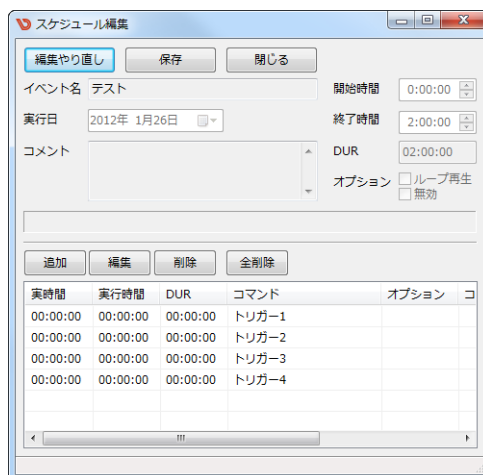 スケジュール編集
編集やり直し 保存 閉じる
イベント名 テスト 開始時間 0:00:00
実行日 2012年 1月26日 終了時間 2:00:00
コメント DUR 02:00:00
オプション ループ再生
無効
追加 編集 削除 全削除
実時間 実行時間 DUR コマンド オプション コ
00:00:00 00:00:00 00:00:00 トリガー1
00:00:00 00:00:00 00:00:00 トリガー2
00:00:00 00:00:00 00:00:00 トリガー3
00:00:00 00:00:00 00:00:00 トリガー4